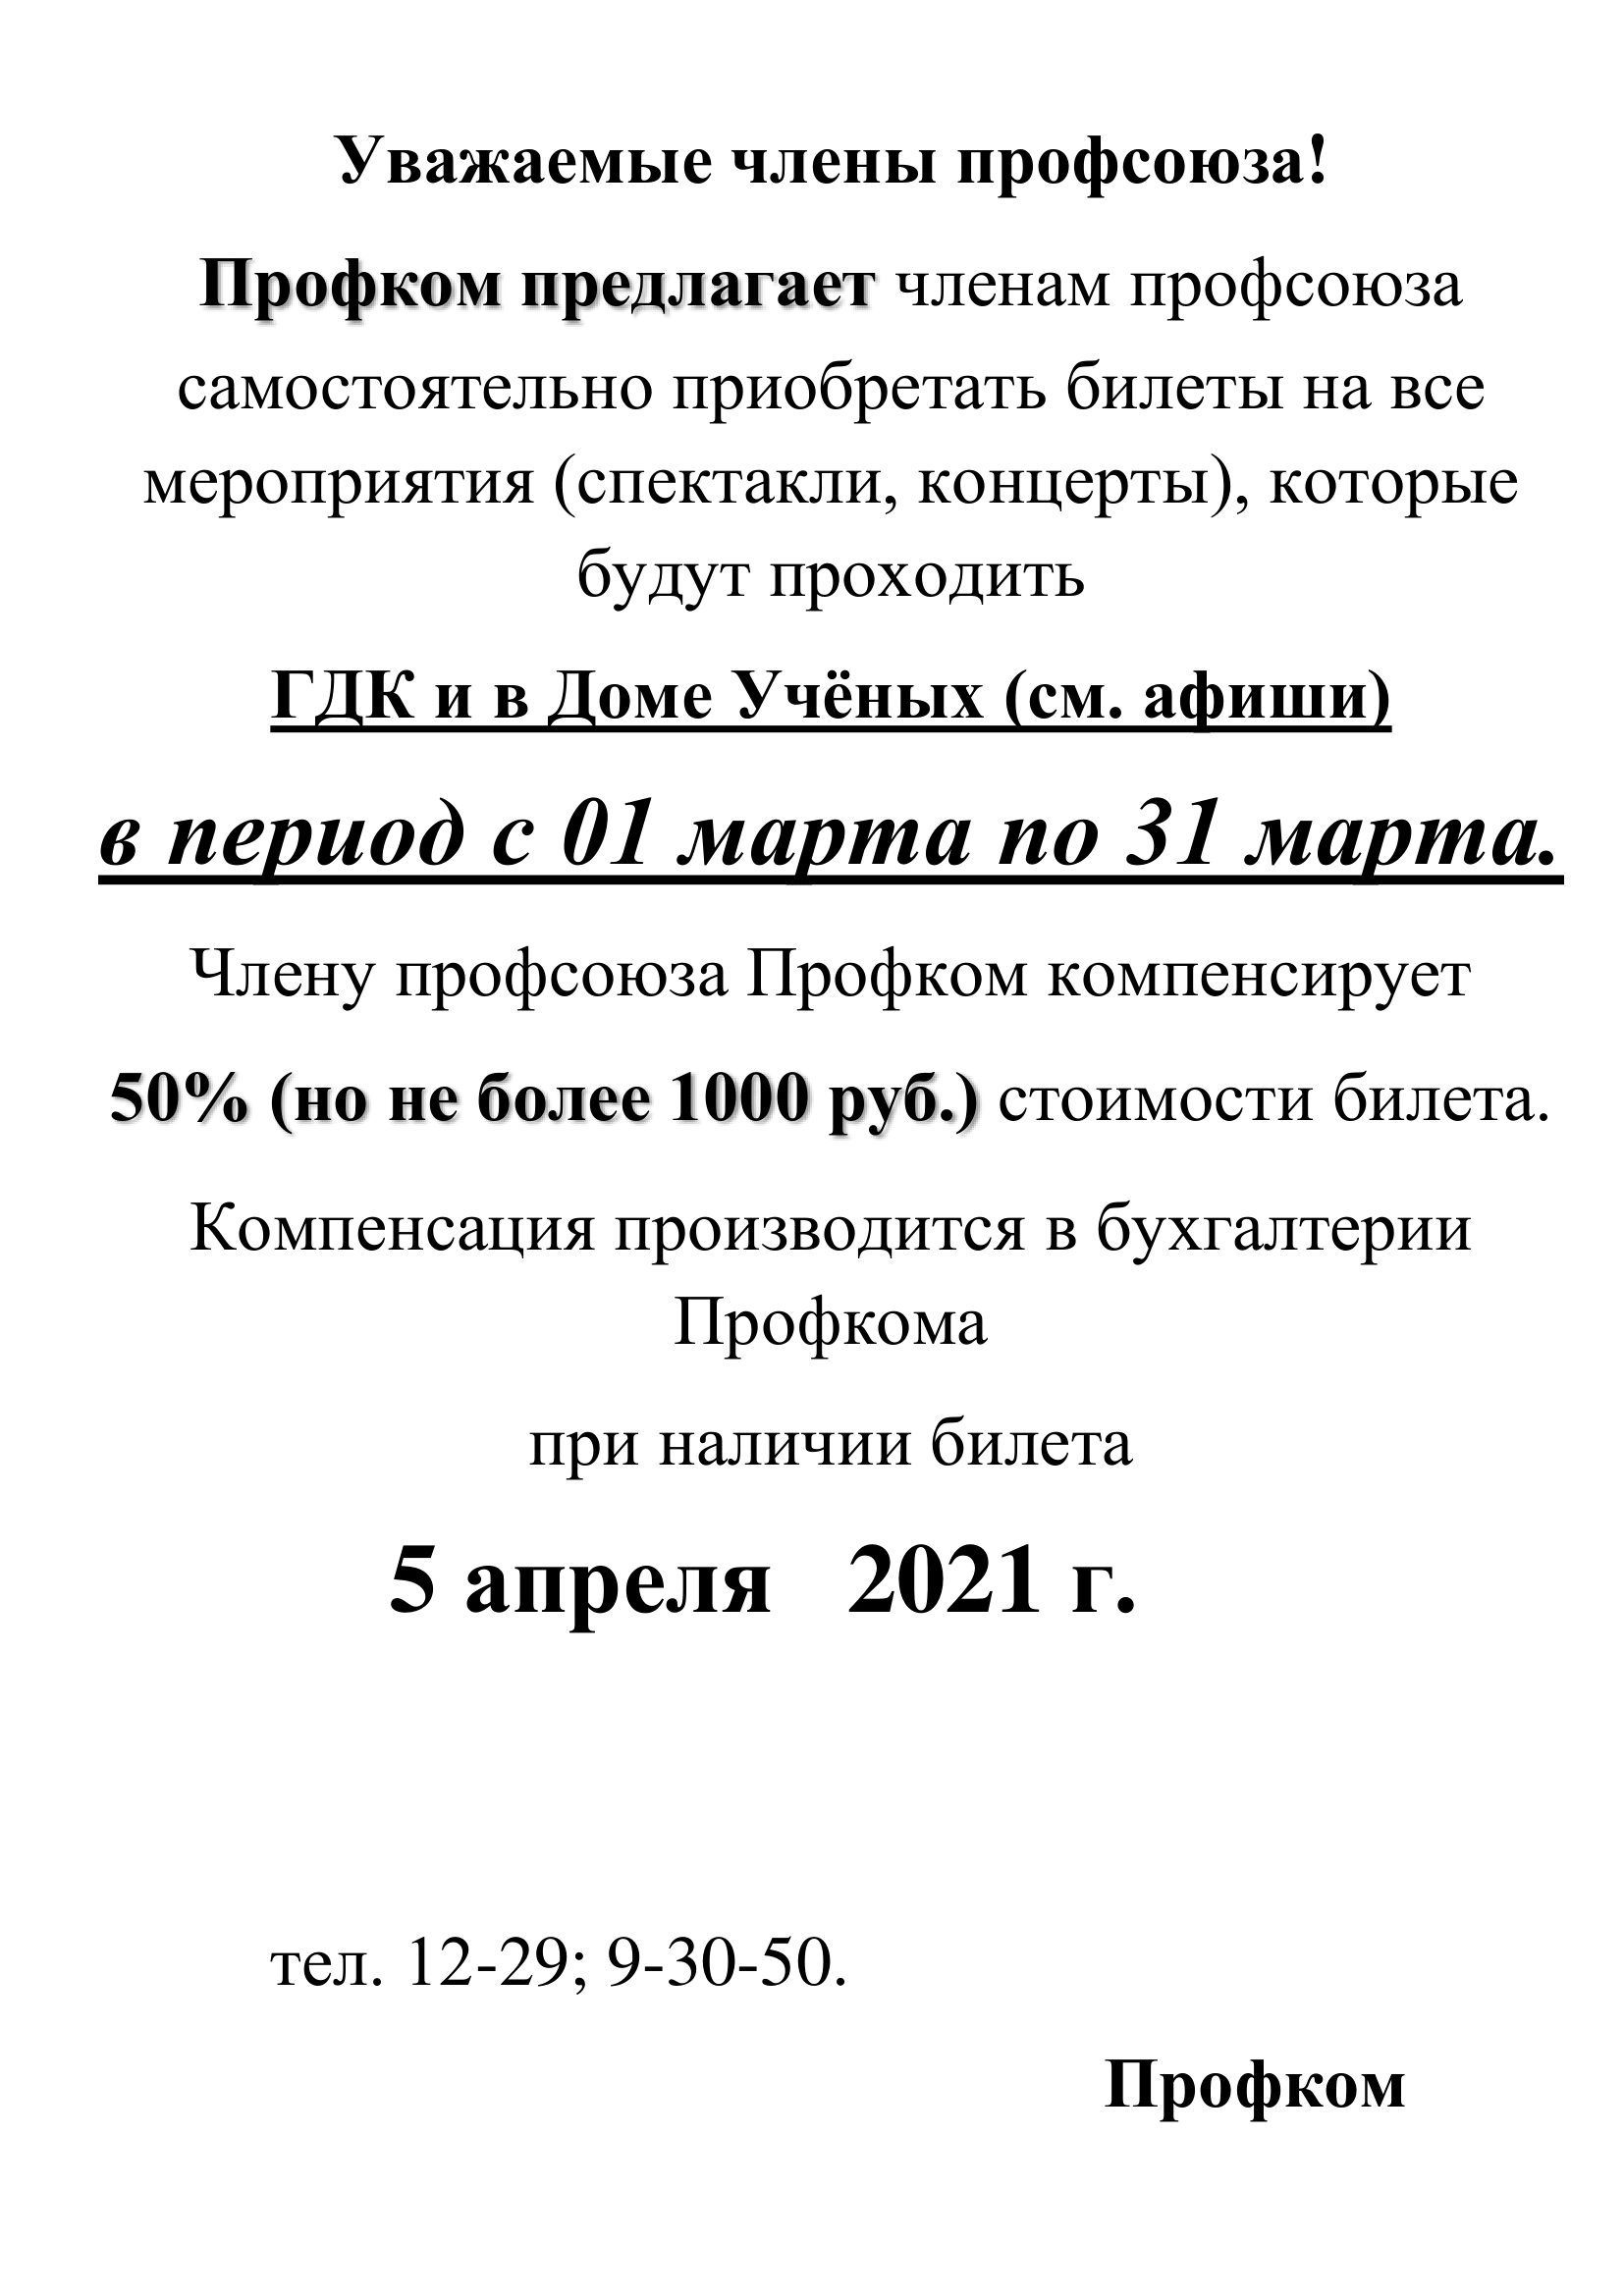 Уважаемые члены профсоюза!
Профком предлагает членам профсоюза
самостоятельно приобретать билеты на все
мероприятия (спектакли, концерты), которые
будут проходить
ГДК и в Доме Учёных (см. афиши)
в период с 01 марта по 31 марта.
Члену профсоюза Профком компенсирует
50% (но не более 1000 руб.) стоимости билета.
Компенсация производится в бухгалтерии
Профкома
при наличии билета
5 апреля 2021 г.
тел. 12-29; 9-30-50.
Профком